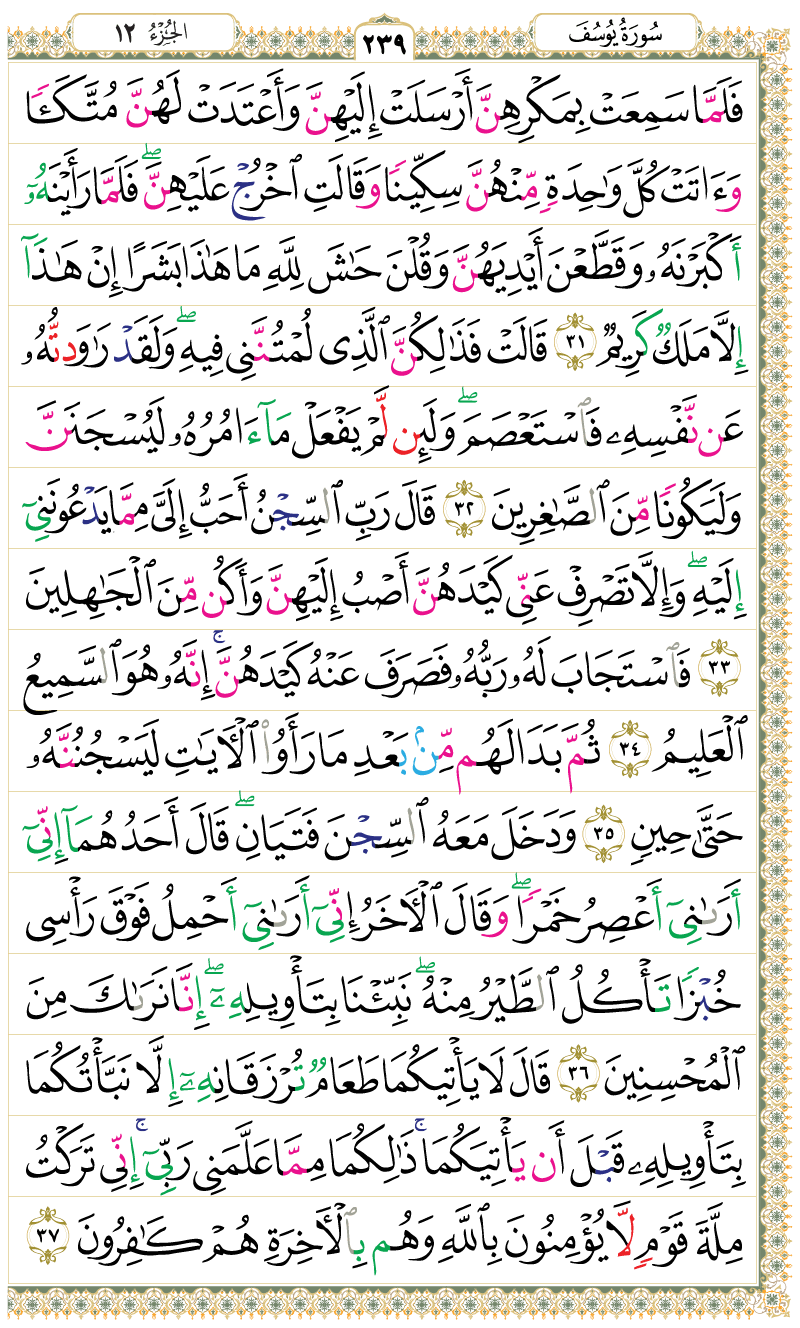 سُورَةُ يُوسُفَ
٢٣٩
الجُزْءُ ١٢
فَلَمَّا سَمِعَتْ بِمَكْرِهِنَّ أَرْسَلَتْ إِلَيْهِنَّ وَأَعْتَدَتْ لَهُنَّ مُتَّكَـًٔا
وَءَاتَتْ كُلَّ وَٰحِدَةٍ مِّنْهُنَّ سِكِّينًا وَقَالَتِ ٱخْرُجْ عَلَيْهِنَّ ۖ فَلَمَّا رَأَيْنَهُۥٓ
أَكْبَرْنَهُۥ وَقَطَّعْنَ أَيْدِيَهُنَّ وَقُلْنَ حَٰشَ لِلَّهِ مَا هَٰذَا بَشَرًا إِنْ هَٰذَآ
إِلَّا مَلَكٌ كَرِيمٌ ٣١ قَالَتْ فَذَٰلِكُنَّ ٱلَّذِى لُمْتُنَّنِى فِيهِ ۖ وَلَقَدْ رَٰوَدتُّهُۥ
عَن نَّفْسِهِۦ فَٱسْتَعْصَمَ ۖ وَلَئِن لَّمْ يَفْعَلْ مَآ ءَامُرُهُۥ لَيُسْجَنَنَّ
وَلَيَكُونًا مِّنَ ٱلصَّٰغِرِينَ ٣٢ قَالَ رَبِّ ٱلسِّجْنُ أَحَبُّ إِلَىَّ مِمَّا يَدْعُونَنِىٓ
إِلَيْهِ ۖ وَإِلَّا تَصْرِفْ عَنِّى كَيْدَهُنَّ أَصْبُ إِلَيْهِنَّ وَأَكُن مِّنَ ٱلْجَٰهِلِينَ
٣٣ فَٱسْتَجَابَ لَهُۥ رَبُّهُۥ فَصَرَفَ عَنْهُ كَيْدَهُنَّ ۚ إِنَّهُۥ هُوَ ٱلسَّمِيعُ
ٱلْعَلِيمُ ٣٤ ثُمَّ بَدَا لَهُم مِّنۢ بَعْدِ مَا رَأَوُا۟ ٱلْـَٔايَٰتِ لَيَسْجُنُنَّهُۥ
حَتَّىٰ حِينٍ ٣٥ وَدَخَلَ مَعَهُ ٱلسِّجْنَ فَتَيَانِ ۖ قَالَ أَحَدُهُمَآ إِنِّىٓ
أَرَىٰنِىٓ أَعْصِرُ خَمْرًا ۖ وَقَالَ ٱلْـَٔاخَرُ إِنِّىٓ أَرَىٰنِىٓ أَحْمِلُ فَوْقَ رَأْسِى
خُبْزًا تَأْكُلُ ٱلطَّيْرُ مِنْهُ ۖ نَبِّئْنَا بِتَأْوِيلِهِۦٓ ۖ إِنَّا نَرَىٰكَ مِنَ
ٱلْمُحْسِنِينَ ٣٦ قَالَ لَا يَأْتِيكُمَا طَعَامٌ تُرْزَقَانِهِۦٓ إِلَّا نَبَّأْتُكُمَا
بِتَأْوِيلِهِۦ قَبْلَ أَن يَأْتِيَكُمَا ۚ ذَٰلِكُمَا مِمَّا عَلَّمَنِى رَبِّىٓ ۚ إِنِّى تَرَكْتُ
مِلَّةَ قَوْمٍ لَّا يُؤْمِنُونَ بِٱللَّهِ وَهُم بِٱلْـَٔاخِرَةِ هُمْ كَٰفِرُونَ ٣٧